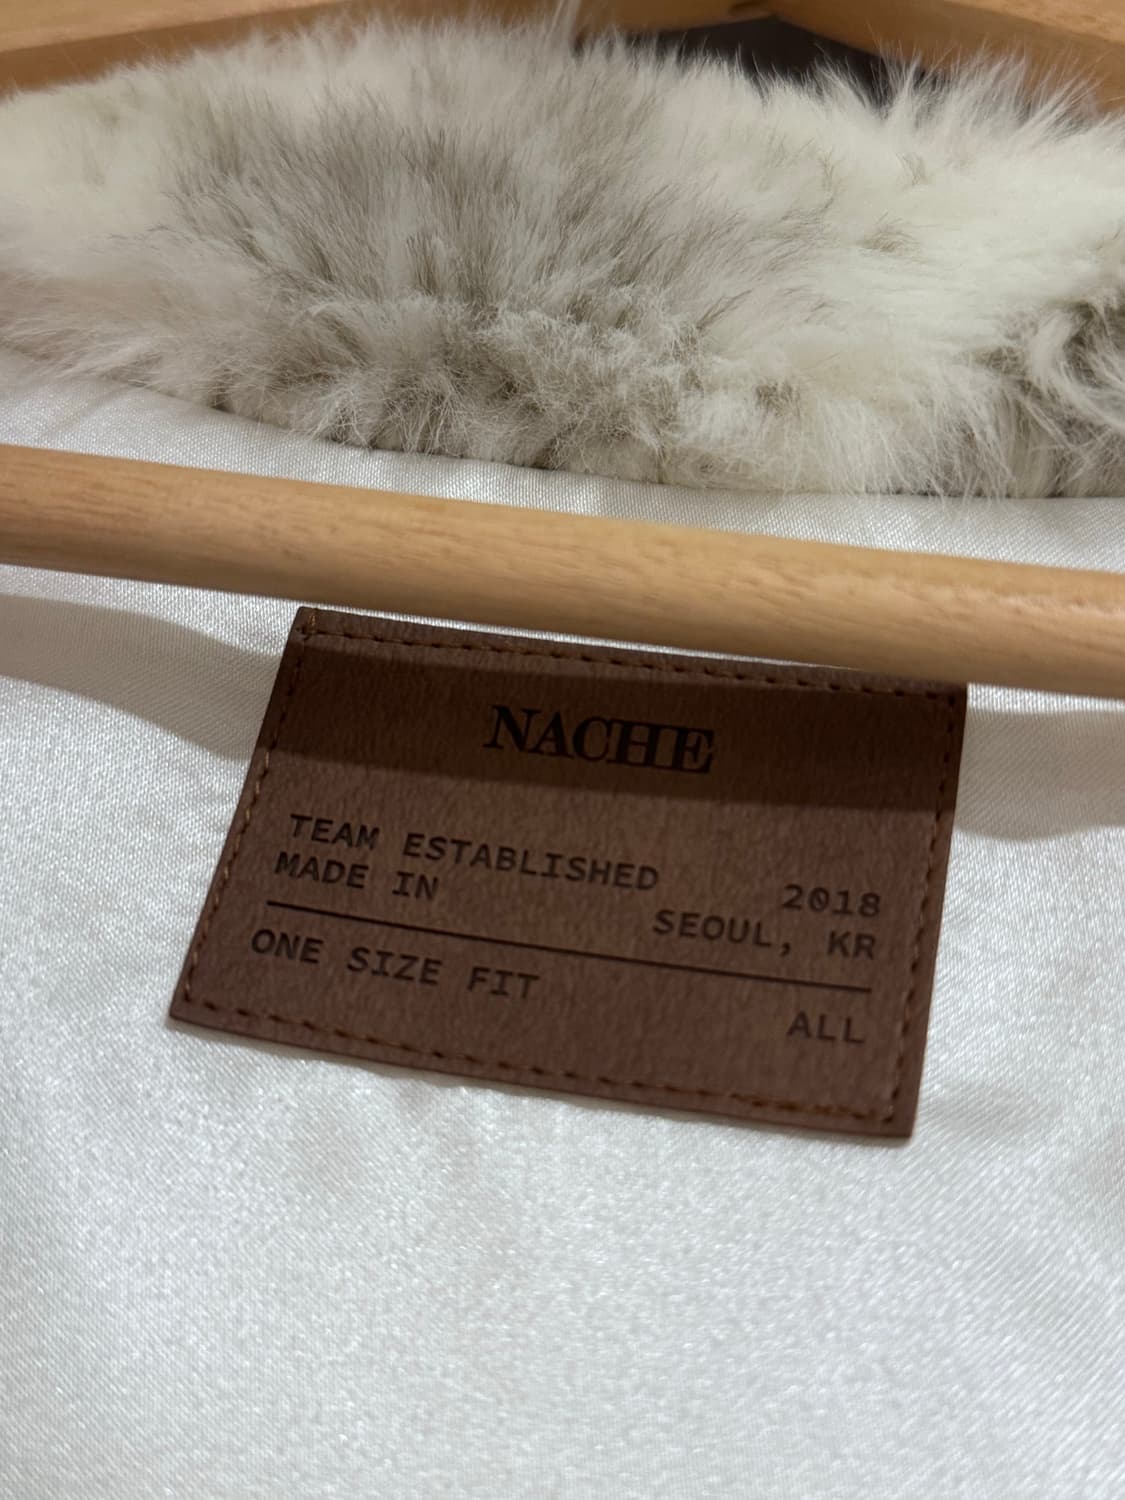 NACHE
TEAM ESTABLISHED 2018
MADE IN SEOUL, KR
ONE SIZE FIT ALL